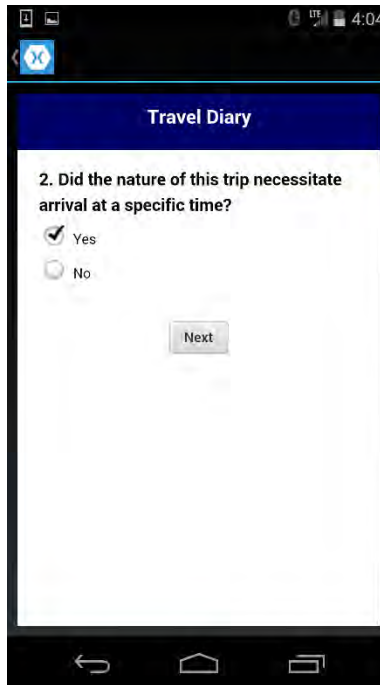 LTE 4:04
Travel Diary
2. Did the nature of this trip necessitate
arrival at a specific time?
Yes
No
Next